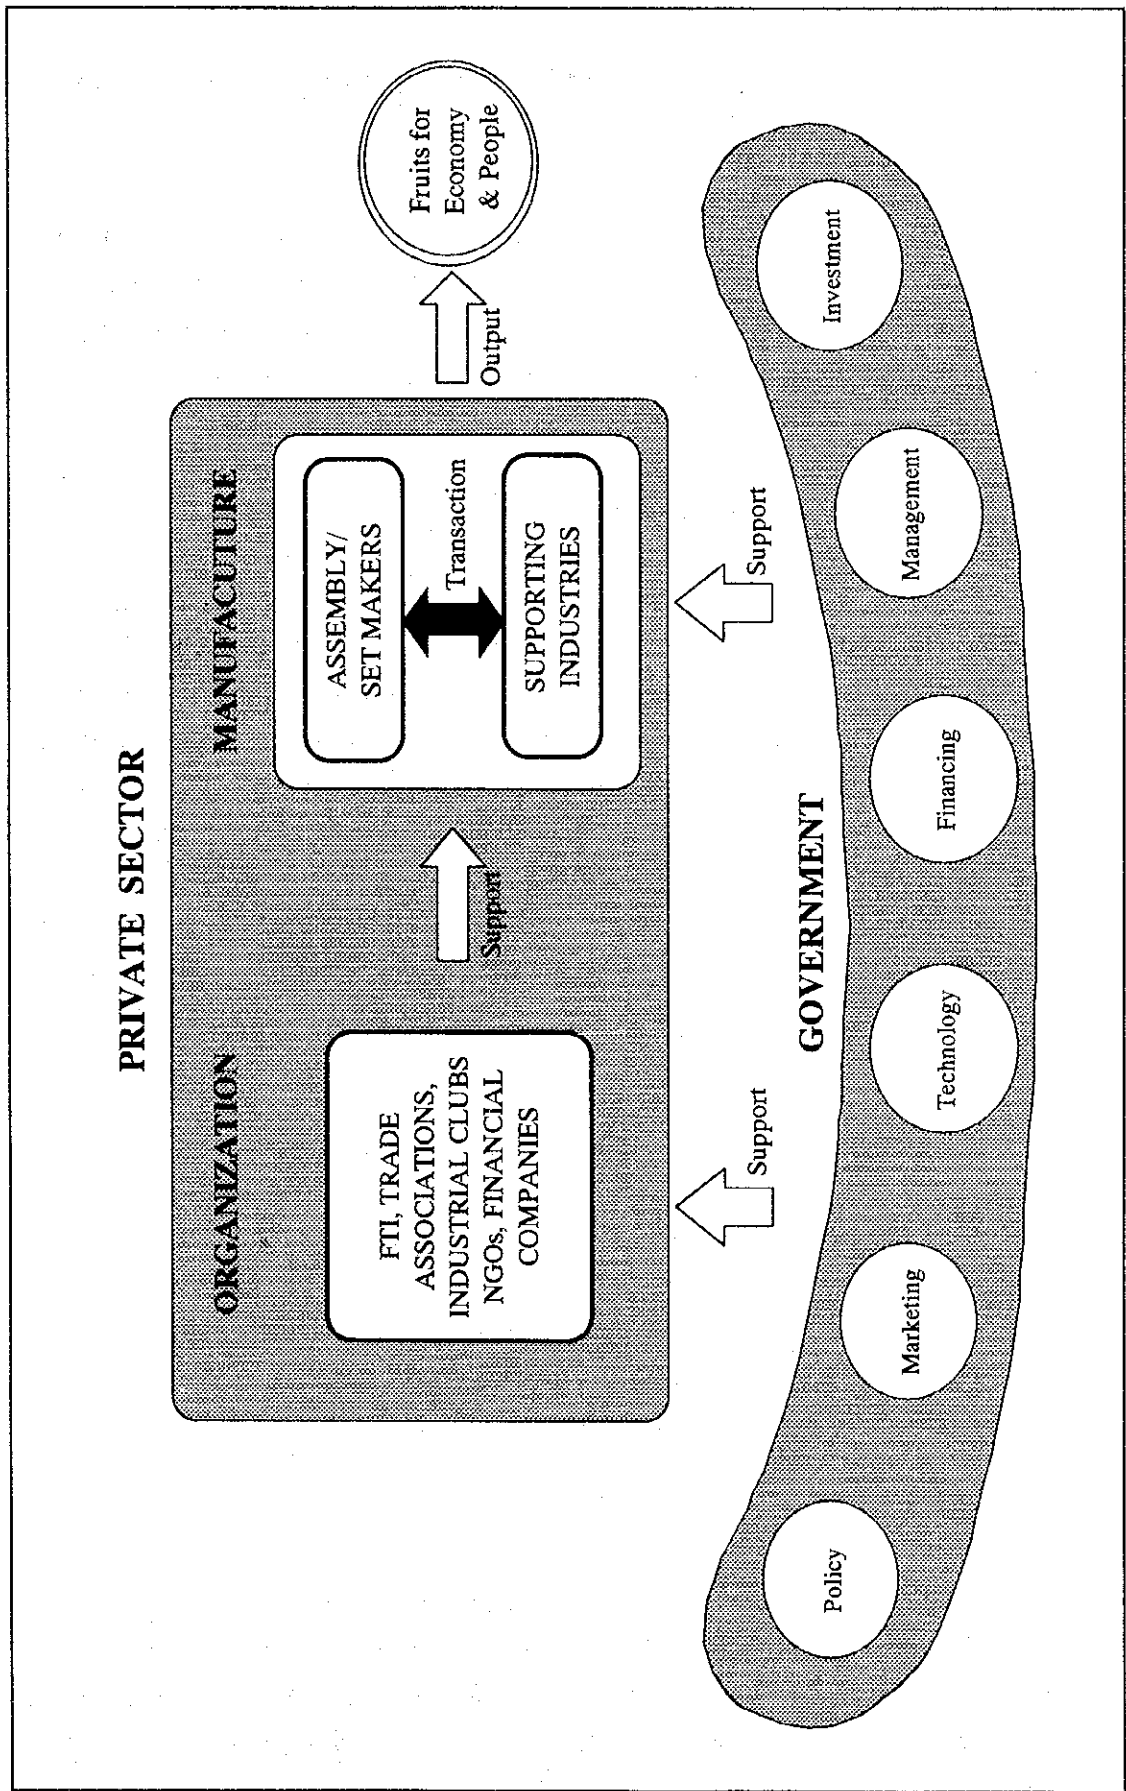 PRIVATE SECTOR
ORGANIZATION
MANUFACUTURE
FTI, TRADE
ASSOCIATIONS,
INDUSTRIAL CLUBS
NGOs, FINANCIAL
COMPANIES
Support
ASSEMBLY/
SET MAKERS
Transaction
SUPPORTING
INDUSTRIES
Output
Fruits for
Economy
& People
Support
Support
GOVERNMENT
Policy
Marketing
Technology
Financing
Management
Investment